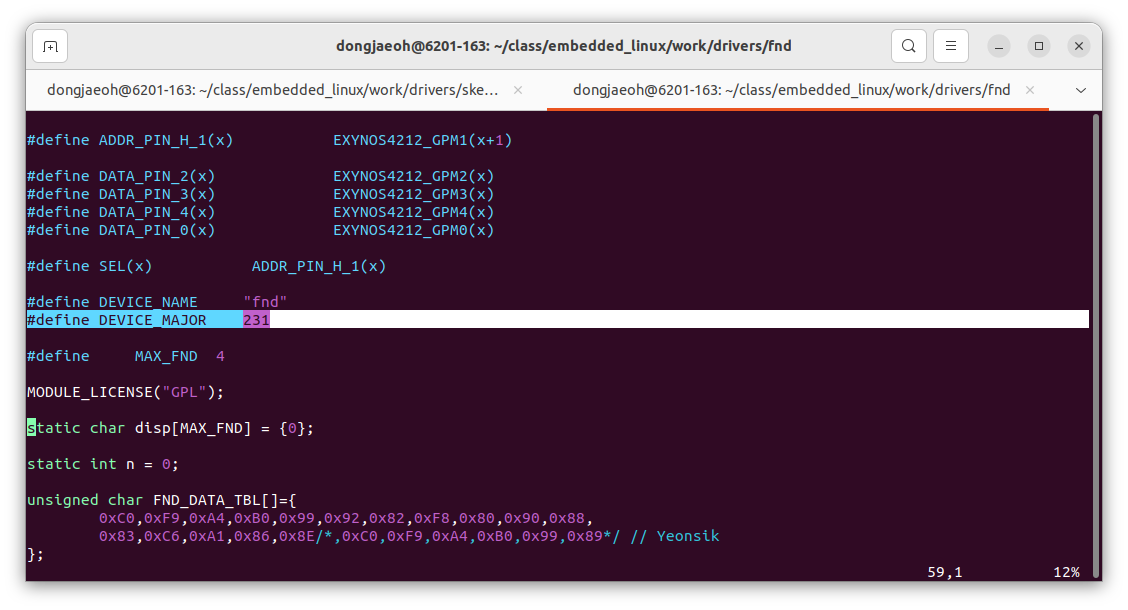 dongjaeoh@6201-163: ~/class/embedded_linux/work/drivers/fnd
dongjaeoh@6201-163: ~/class/embedded_linux/work/drivers/ske... × dongjaeoh@6201-163: ~/class/embedded_linux/work/drivers/fnd ×
#define ADDR_PIN_H_1(x) EXYNOS4212_GPM1(x+1)
#define DATA_PIN_2(x) EXYNOS4212_GPM2(x)
#define DATA_PIN_3(x) EXYNOS4212_GPM3(x)
#define DATA_PIN_4(x) EXYNOS4212_GPM4(x)
#define DATA_PIN_0(x) EXYNOS4212_GPM0(x)
#define SEL(x) ADDR_PIN_H_1(x)
#define DEVICE_NAME "fnd"
#define DEVICE_MAJOR 231
#define MAX_FND 4
MODULE_LICENSE("GPL");
static char disp[MAX_FND] = {0};
static int n = 0;
unsigned char FND_DATA_TBL[]={
0xC0,0xF9,0xA4,0xB0,0x99,0x92,0x82,0xF8,0x80,0x90,0x88,
0x83,0xC6,0xA1,0x86,0x8E/*,0xC0,0xF9,0xA4,0xB0,0x99,0x89*/ // Yeonsik
};
59,1 12%